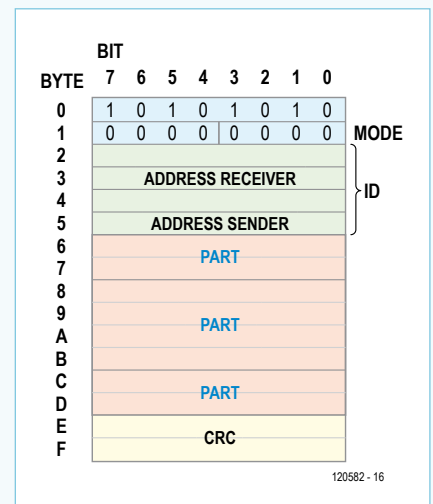 BIT
BYTE 7 6 5 4 3 2 1 0
0 1 0 1 0 1 0 1 0
1 0 0 0 0 0 0 0 0 MODE
2
3 ADDRESS RECEIVER ID
4
5 ADDRESS SENDER
6 PART
7
8
9 PART
A
B
C PART
D
E CRC
F
120582 - 16